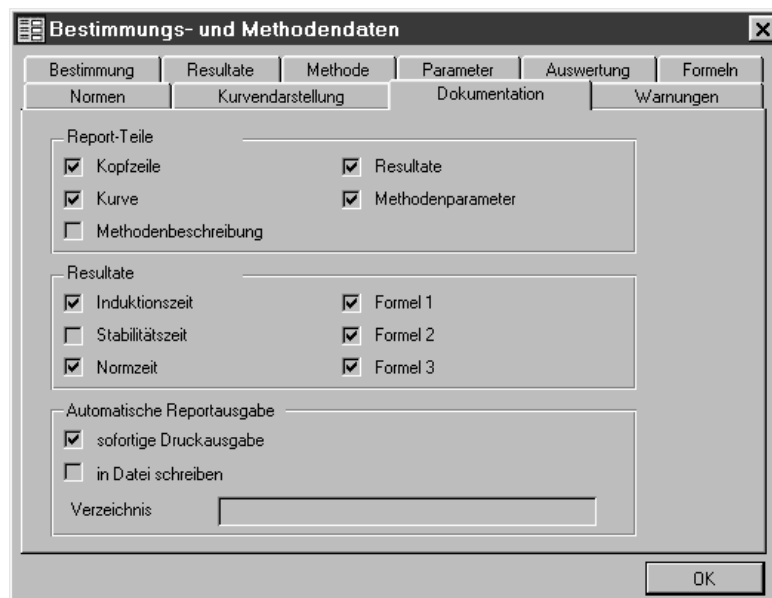 Bestimmungs- und Methodendaten
Bestimmung Resultate Methode Parameter Auswertung Formeln
Normen Kurvendarstellung Dokumentation Warnungen
Report-Teile
Kopfzeile Resultate
Kurve Methodenparameter
Methodenbeschreibung
Resultate
Induktionszeit Formel 1
Stabilitätszeit Formel 2
Normzeit Formel 3
Automatische Reportausgabe
sofortige Druckausgabe
in Datei schreiben
Verzeichnis
OK